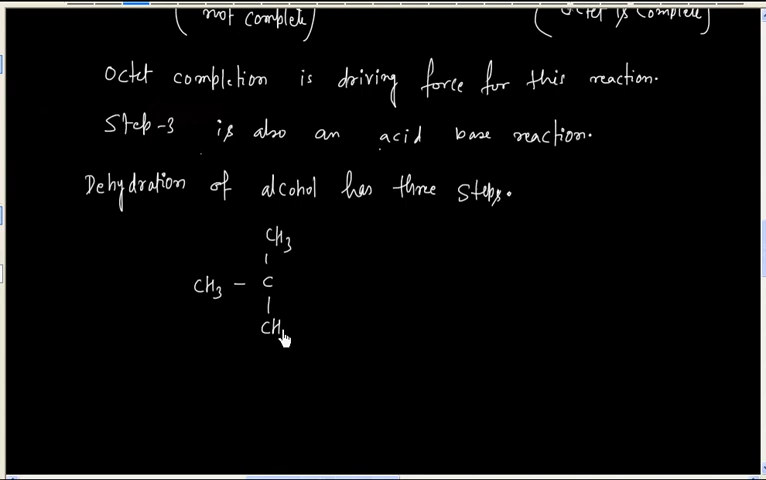 (not complete) (Octet is complete)
Octet completion is driving force for this reaction.
Step-3 is also an acid base reaction.
Dehydration of alcohol has three steps.
CH3
CH3 - C
CH